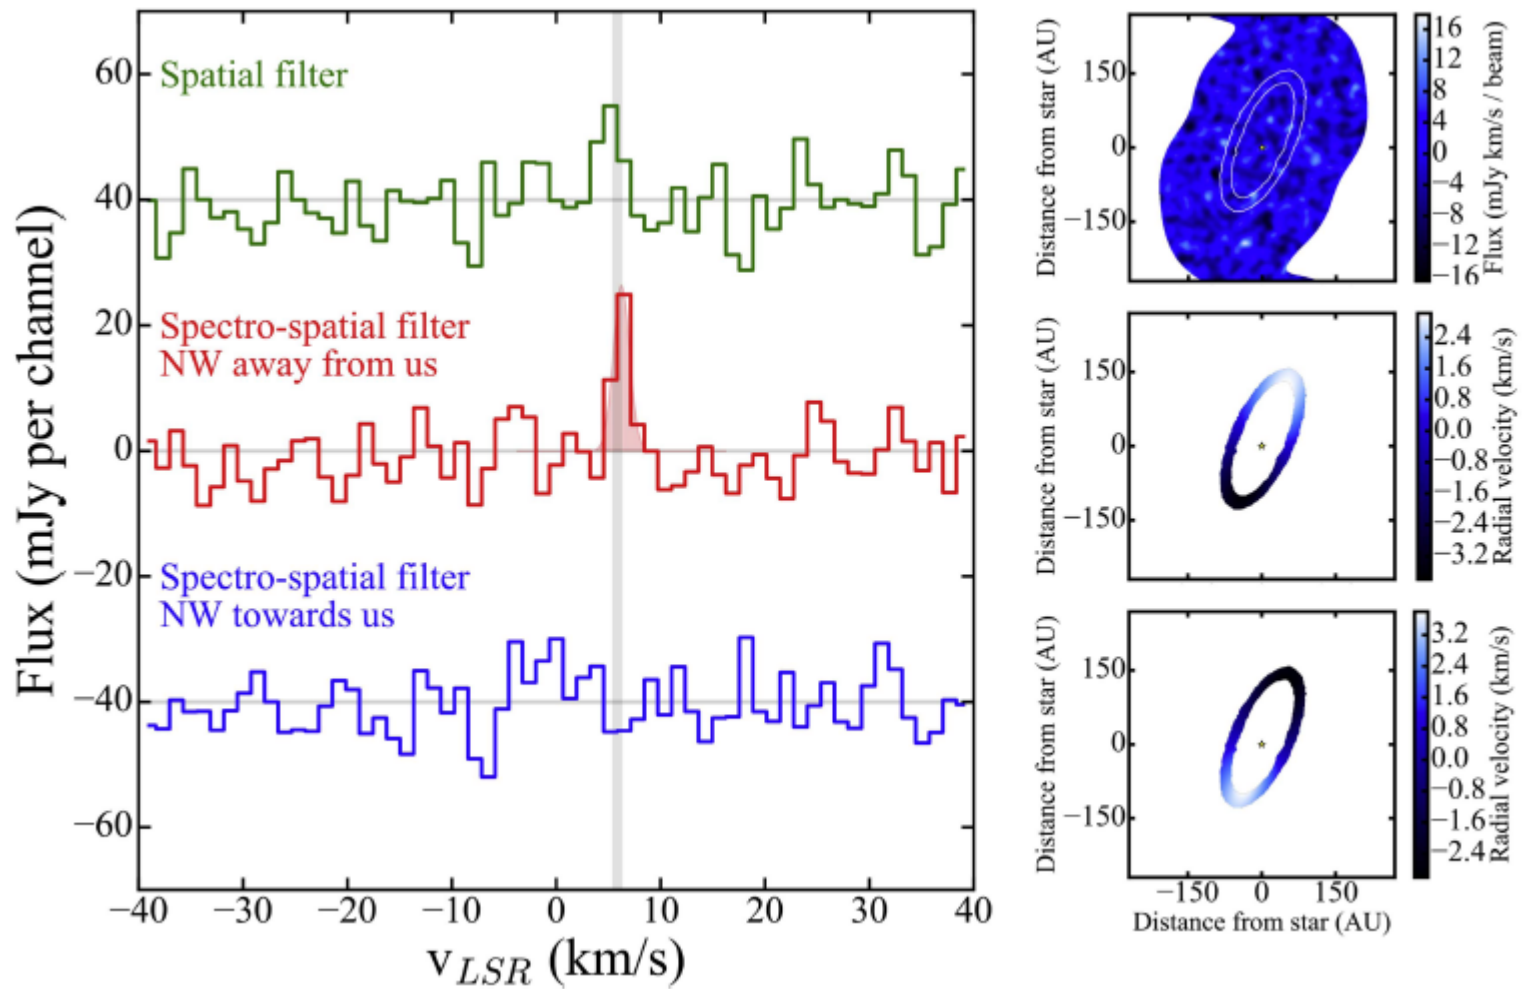 60
40
20
0
−20
−40
−60
Flux (mJy per channel)
Spatial filter
Spectro-spatial filter
NW away from us
Spectro-spatial filter
NW towards us
−40 −30 −20 −10 0 10 20 30 40
v_LSR (km/s)
Distance from star (AU)
150
0
−150
16
12
8
4
0
−4
−8
−12
−16
Flux (mJy km/s / beam)
Distance from star (AU)
150
0
−150
2.4
1.6
0.8
0.0
−0.8
−1.6
−2.4
−3.2
Radial velocity (km/s)
Distance from star (AU)
150
0
−150
−150 0 150
Distance from star (AU)
3.2
2.4
1.6
0.8
0.0
−0.8
−1.6
−2.4
Radial velocity (km/s)